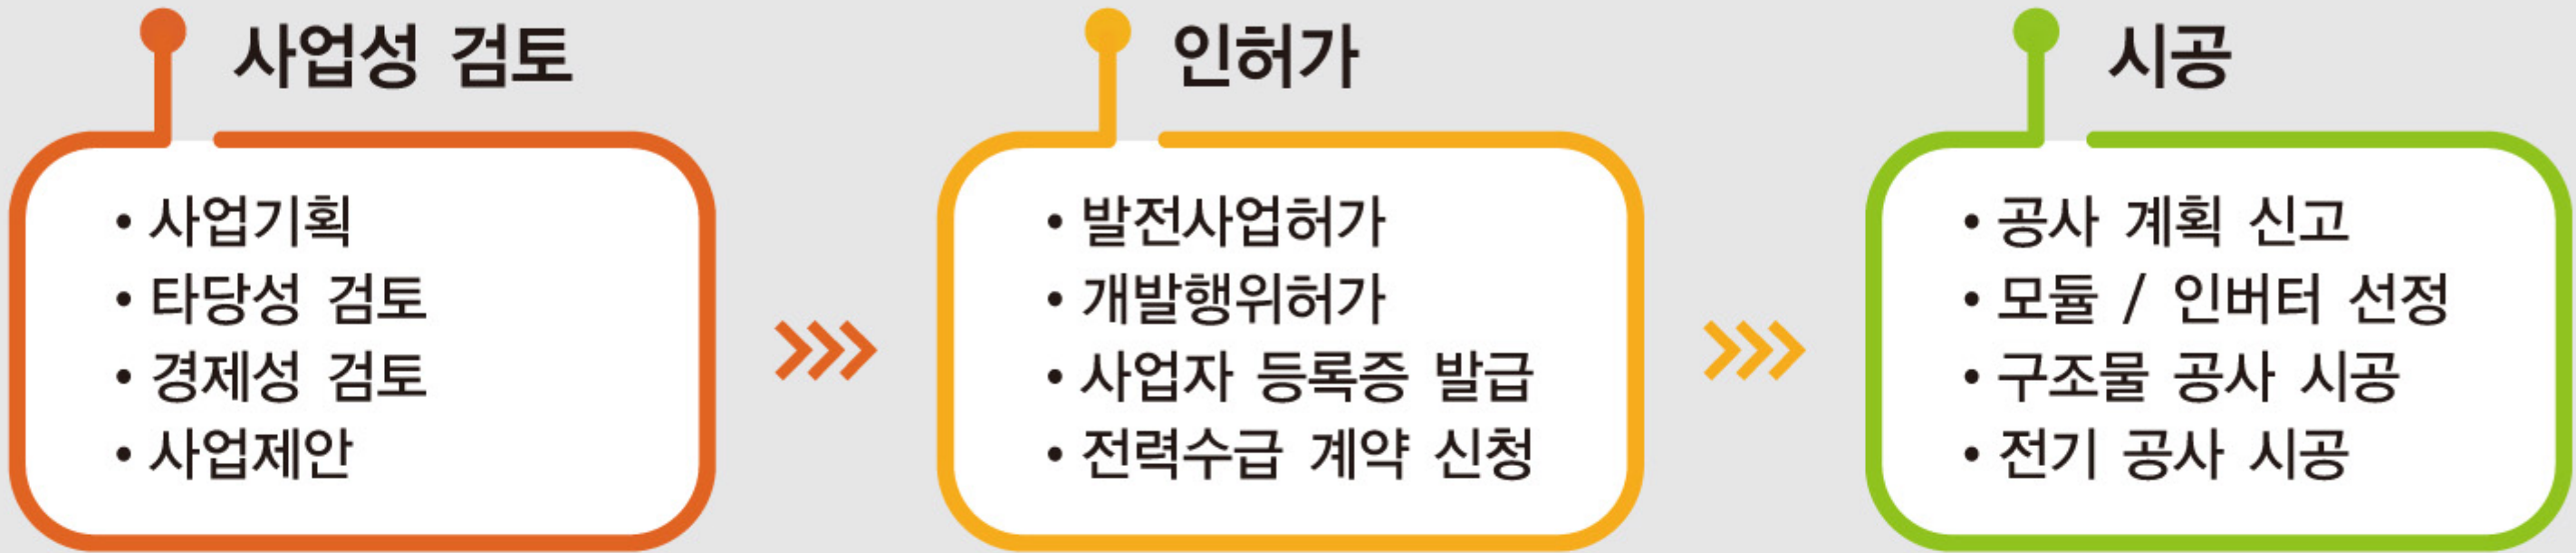 사업성 검토
• 사업기획
• 타당성 검토
• 경제성 검토
• 사업제안
인허가
• 발전사업허가
• 개발행위허가
• 사업자 등록증 발급
• 전력수급 계약 신청
시공
• 공사 계획 신고
• 모듈 / 인버터 선정
• 구조물 공사 시공
• 전기 공사 시공